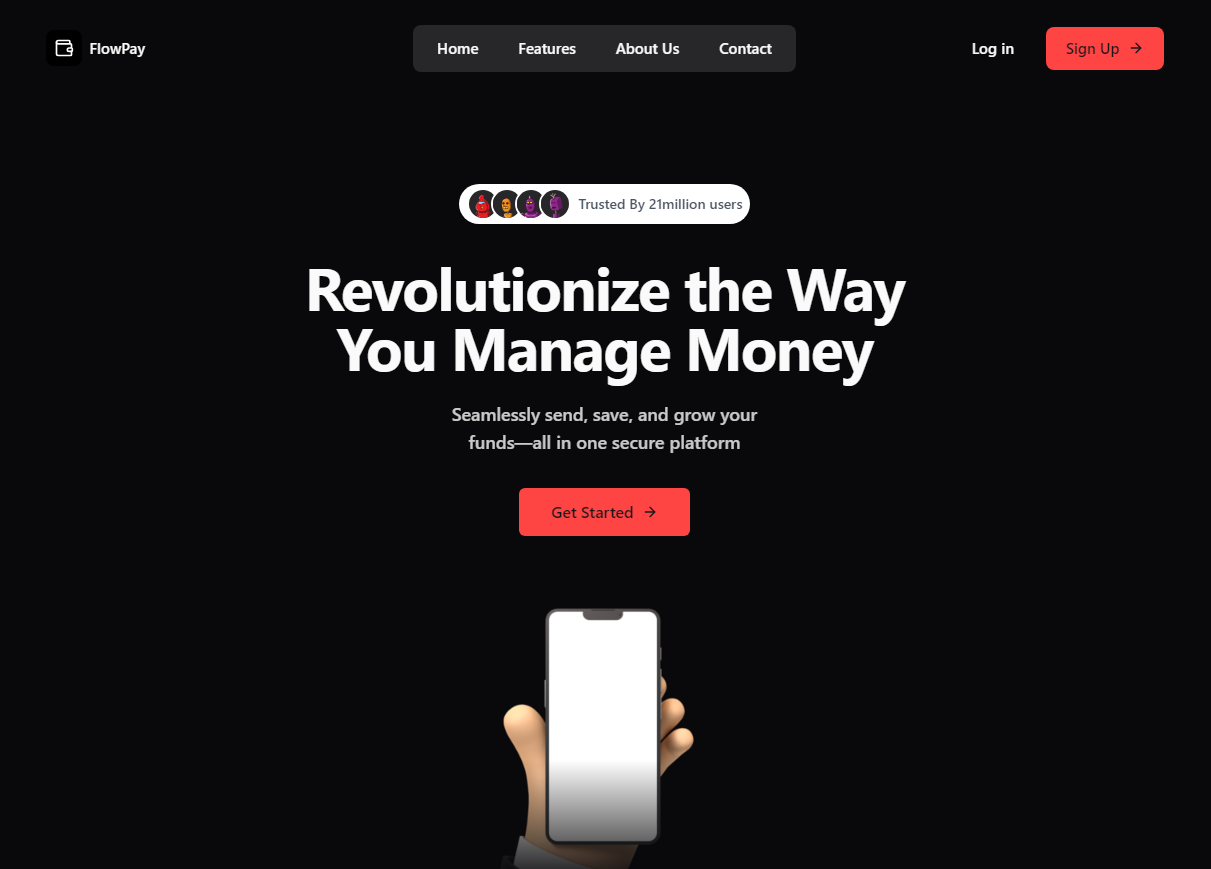 FlowPay
Home Features About Us Contact
Log in
Sign Up
Trusted By 21million users
Revolutionize the Way
You Manage Money
Seamlessly send, save, and grow your
funds—all in one secure platform
Get Started